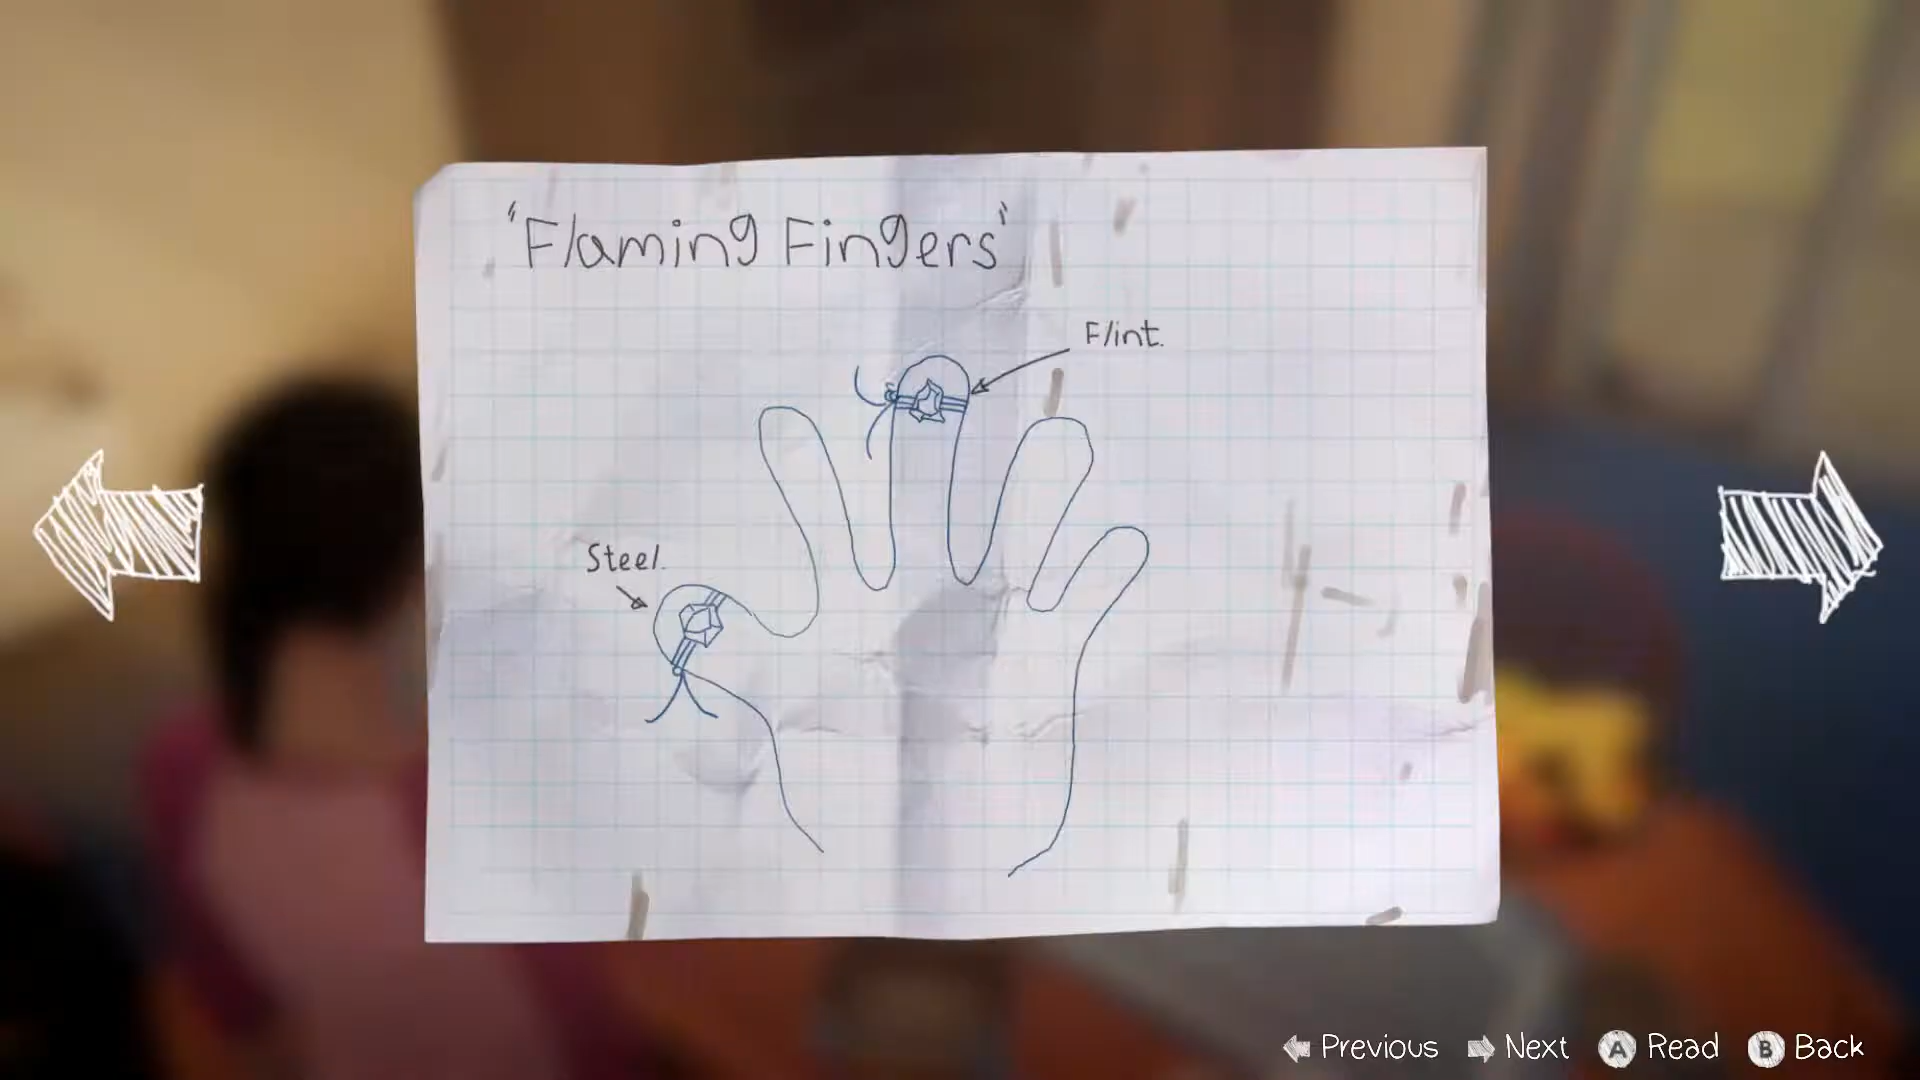 "Flaming Fingers"
Flint.
Steel.
Previous
Next
A Read
B Back